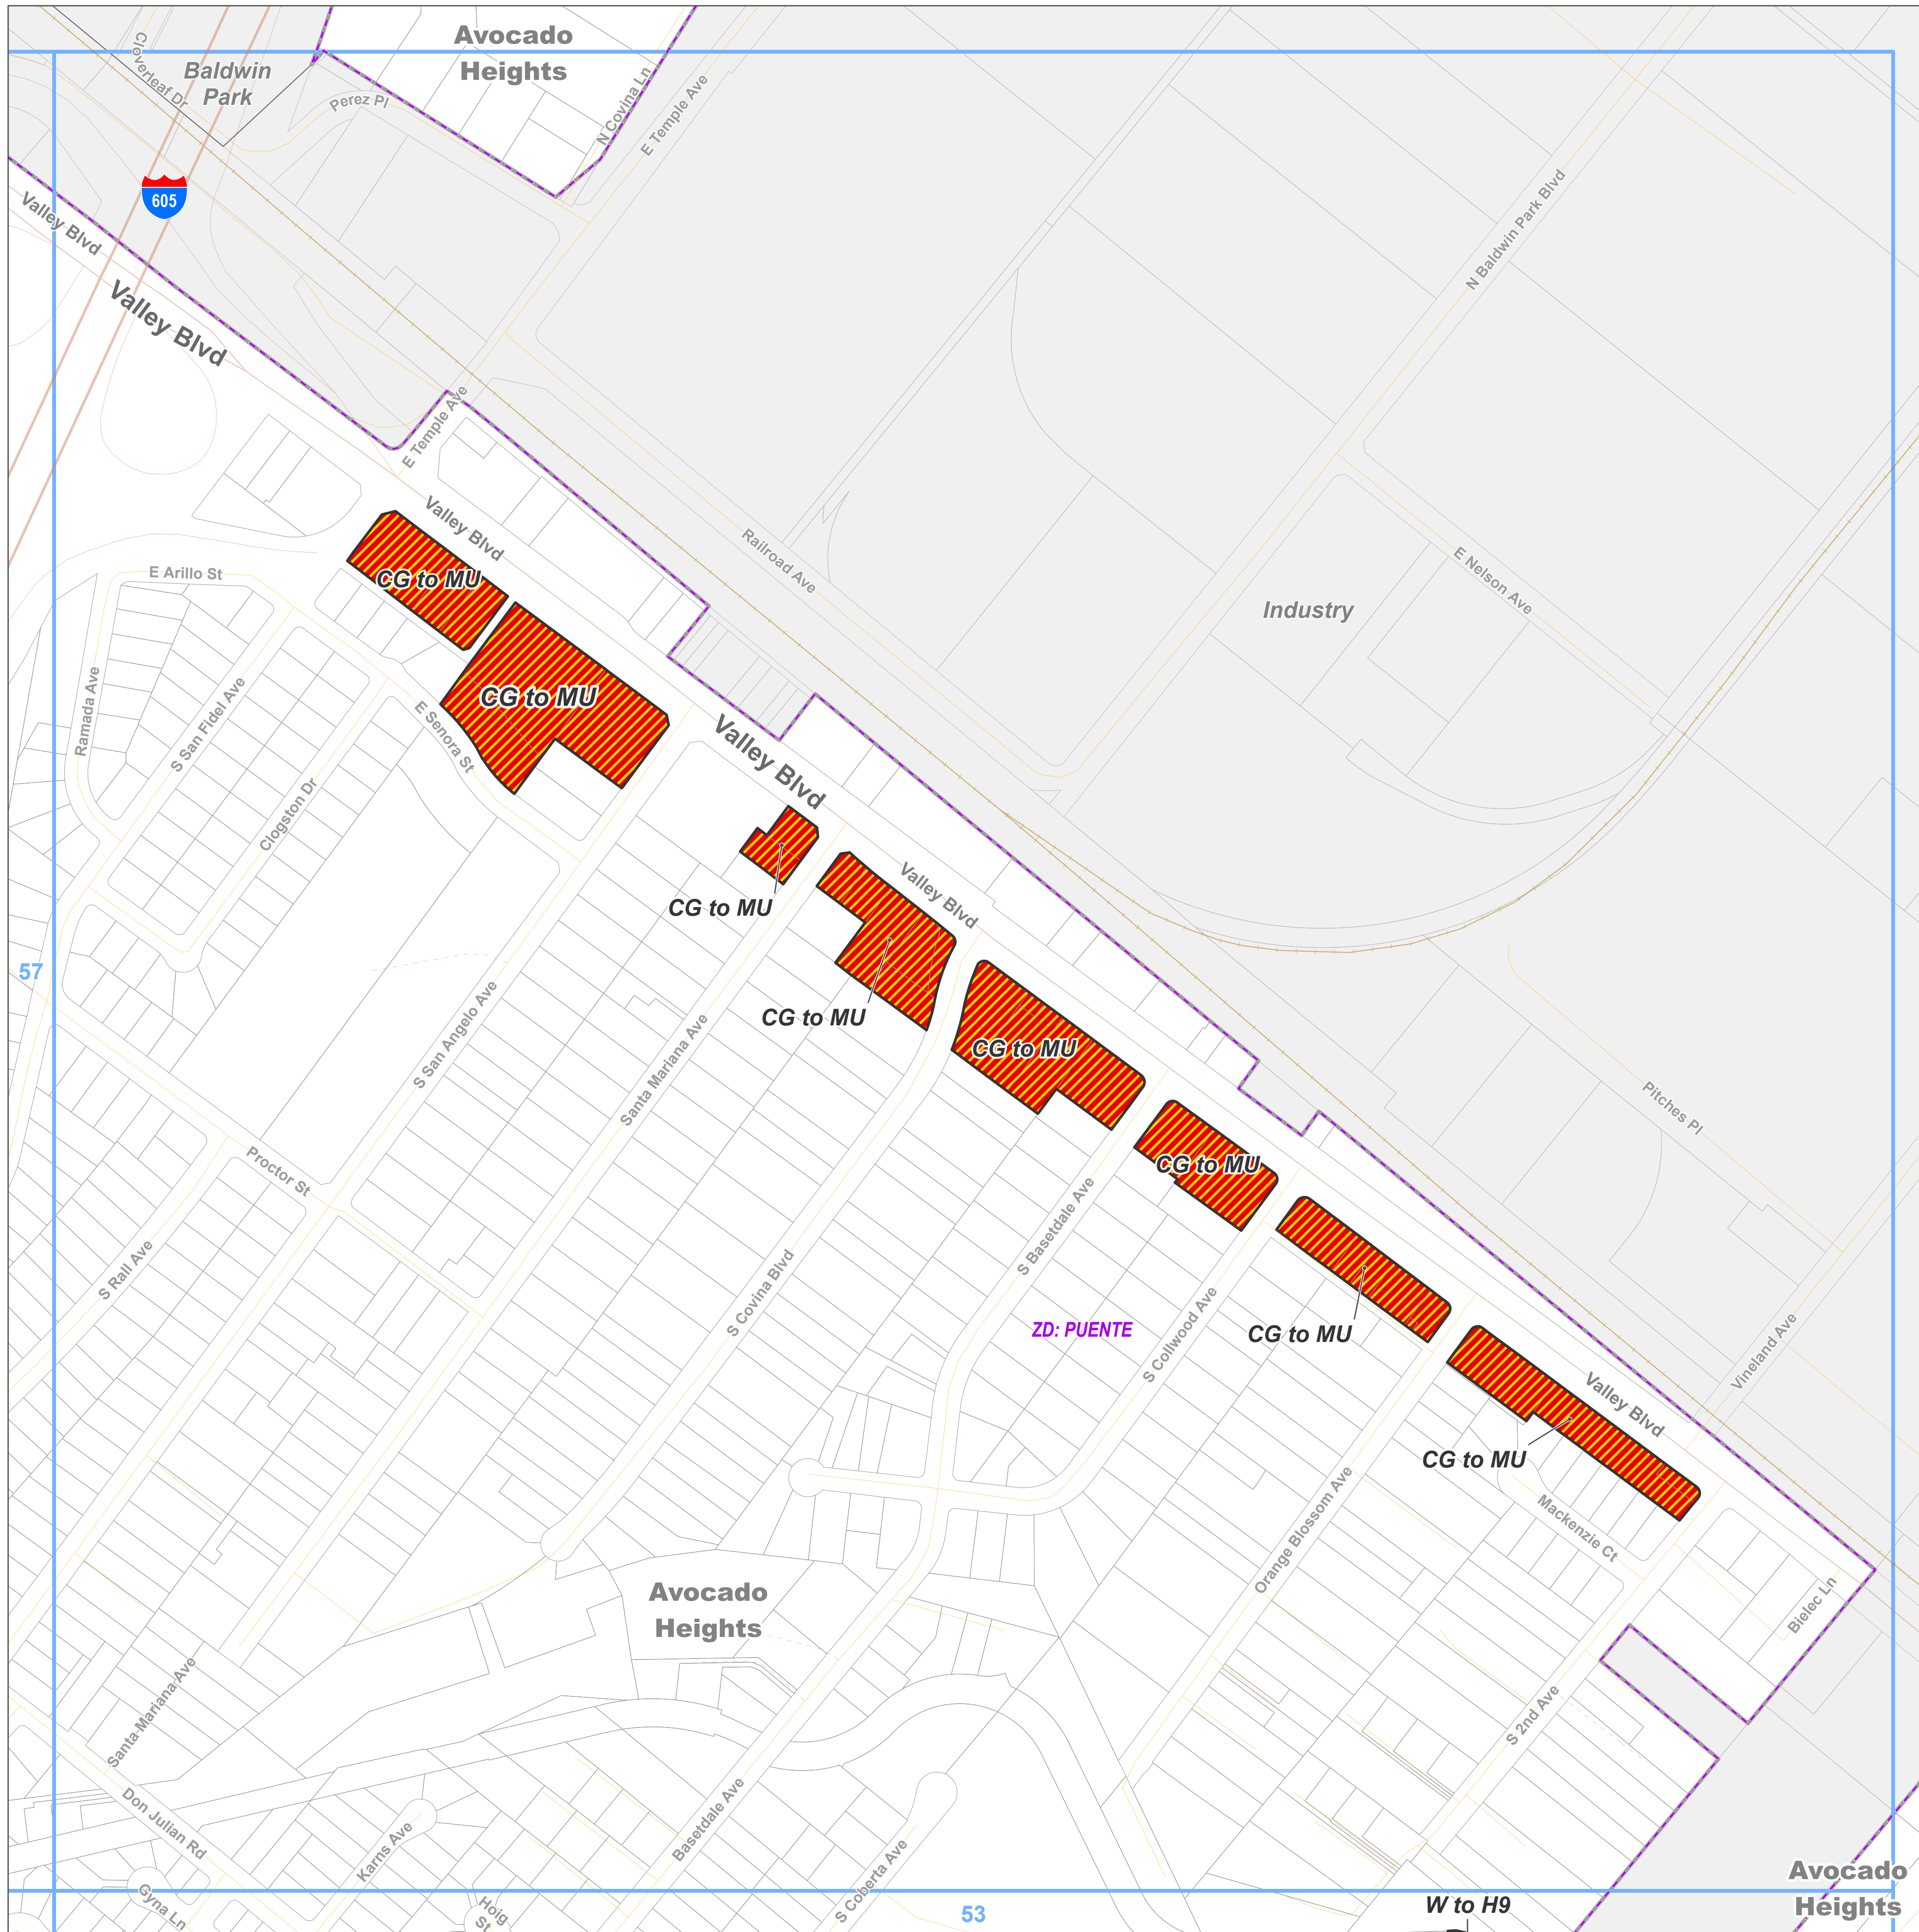 Avocado
Heights
Baldwin
Park
Cloverleaf Dr
Perez Pl
N Covina Ln
E Temple Ave
605
Valley Blvd
Valley Blvd
N Baldwin Park Blvd
E Temple Ave
Valley Blvd
Railroad Ave
E Nelson Ave
Industry
E Arillo St
CG to MU
CG to MU
Ramada Ave
S San Fidel Ave
E Senora St
Clogston Dr
Valley Blvd
CG to MU
Valley Blvd
57
CG to MU
CG to MU
S San Angelo Ave
Santa Mariana Ave
Pitches Pl
Proctor St
CG to MU
S Basetdale Ave
S Rall Ave
S Covina Blvd
ZD: PUENTE
S Collwood Ave
CG to MU
Vineland Ave
Valley Blvd
CG to MU
Orange Blossom Ave
Mackenzie Ct
Avocado
Heights
Bielec Ln
Santa Mariana Ave
S 2nd Ave
Don Julian Rd
Karns Ave
Basetdale Ave
S Coberta Ave
Gyna Ln
Hoig
St
53
W to H9
Avocado
Heights